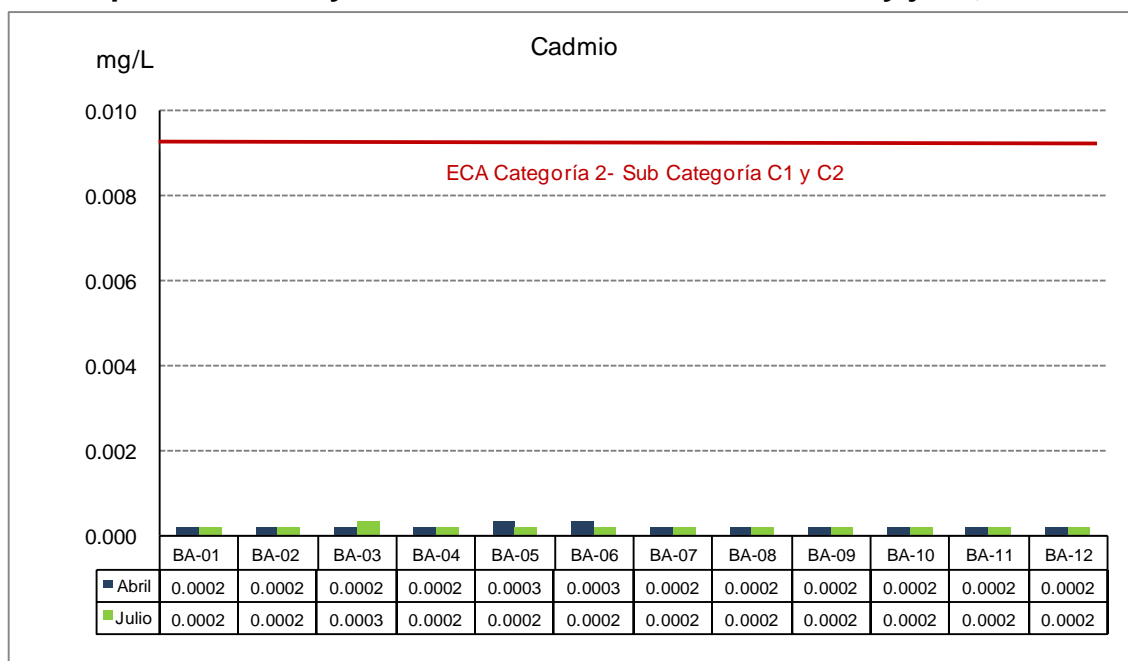 Cadmio
mg/L
0.010
ECA Categoría 2- Sub Categoría C1 y C2
0.008
0.006
0.004
0.002
0.000
BA-01 BA-02 BA-03 BA-04 BA-05 BA-06 BA-07 BA-08 BA-09 BA-10 BA-11 BA-12
Abril 0.0002 0.0002 0.0002 0.0002 0.0003 0.0003 0.0002 0.0002 0.0002 0.0002 0.0002 0.0002
Julio 0.0002 0.0002 0.0003 0.0002 0.0002 0.0002 0.0002 0.0002 0.0002 0.0002 0.0002 0.0002